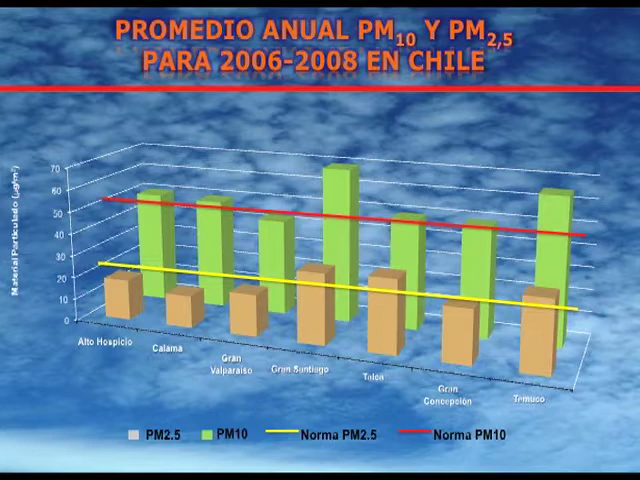 PROMEDIO ANUAL PM10 Y PM2,5
PARA 2006-2008 EN CHILE
Material Particulado (µg/m³)
70
60
50
40
30
20
10
0
Alto Hospicio
Calama
Gran
Valparaiso
Gran Santiago
Talca
Gran
Concepción
Temuco
PM2.5 PM10 Norma PM2.5 Norma PM10